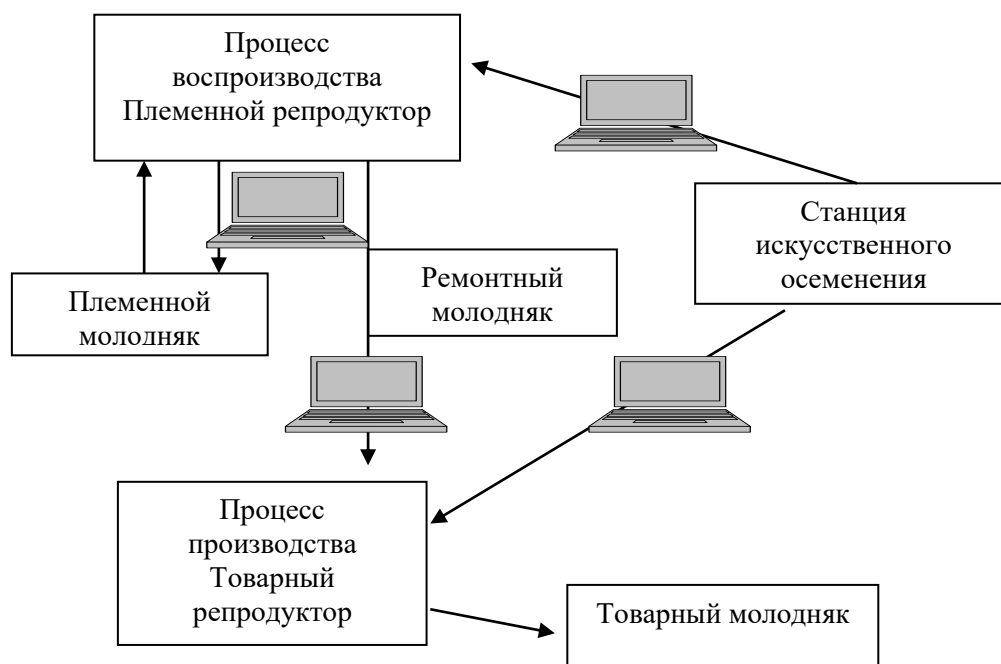 Процесс
воспроизводства
Племенной репродуктор
Станция
искусственного
осеменения
Племенной
молодняк
Ремонтный
молодняк
Процесс
производства
Товарный
репродуктор
Товарный молодняк